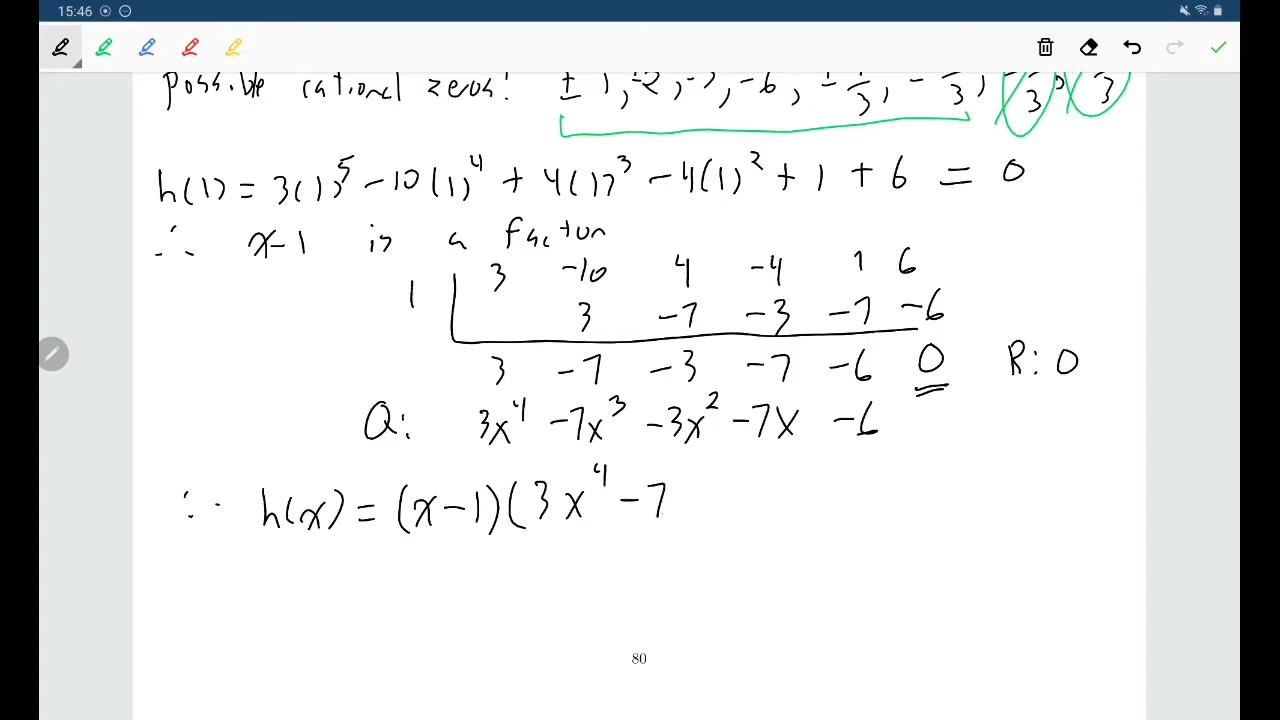 15:46
possible rational zeros: ± 1, ±2, -3, -6, ± 1/3, - 2/3,
h(1) = 3(1)^5 - 10(1)^4 + 4(1)^3 - 4(1)^2 + 1 + 6 = 0
∴ x-1 is a factor
3 -10 4 -4 1 6
1
3 -7 -3 -7 -6
3 -7 -3 -7 -6 0 R: 0
Q: 3x^4 -7x^3 -3x^2 -7x -6
∴ h(x) = (x-1)(3x^4 - 7
80